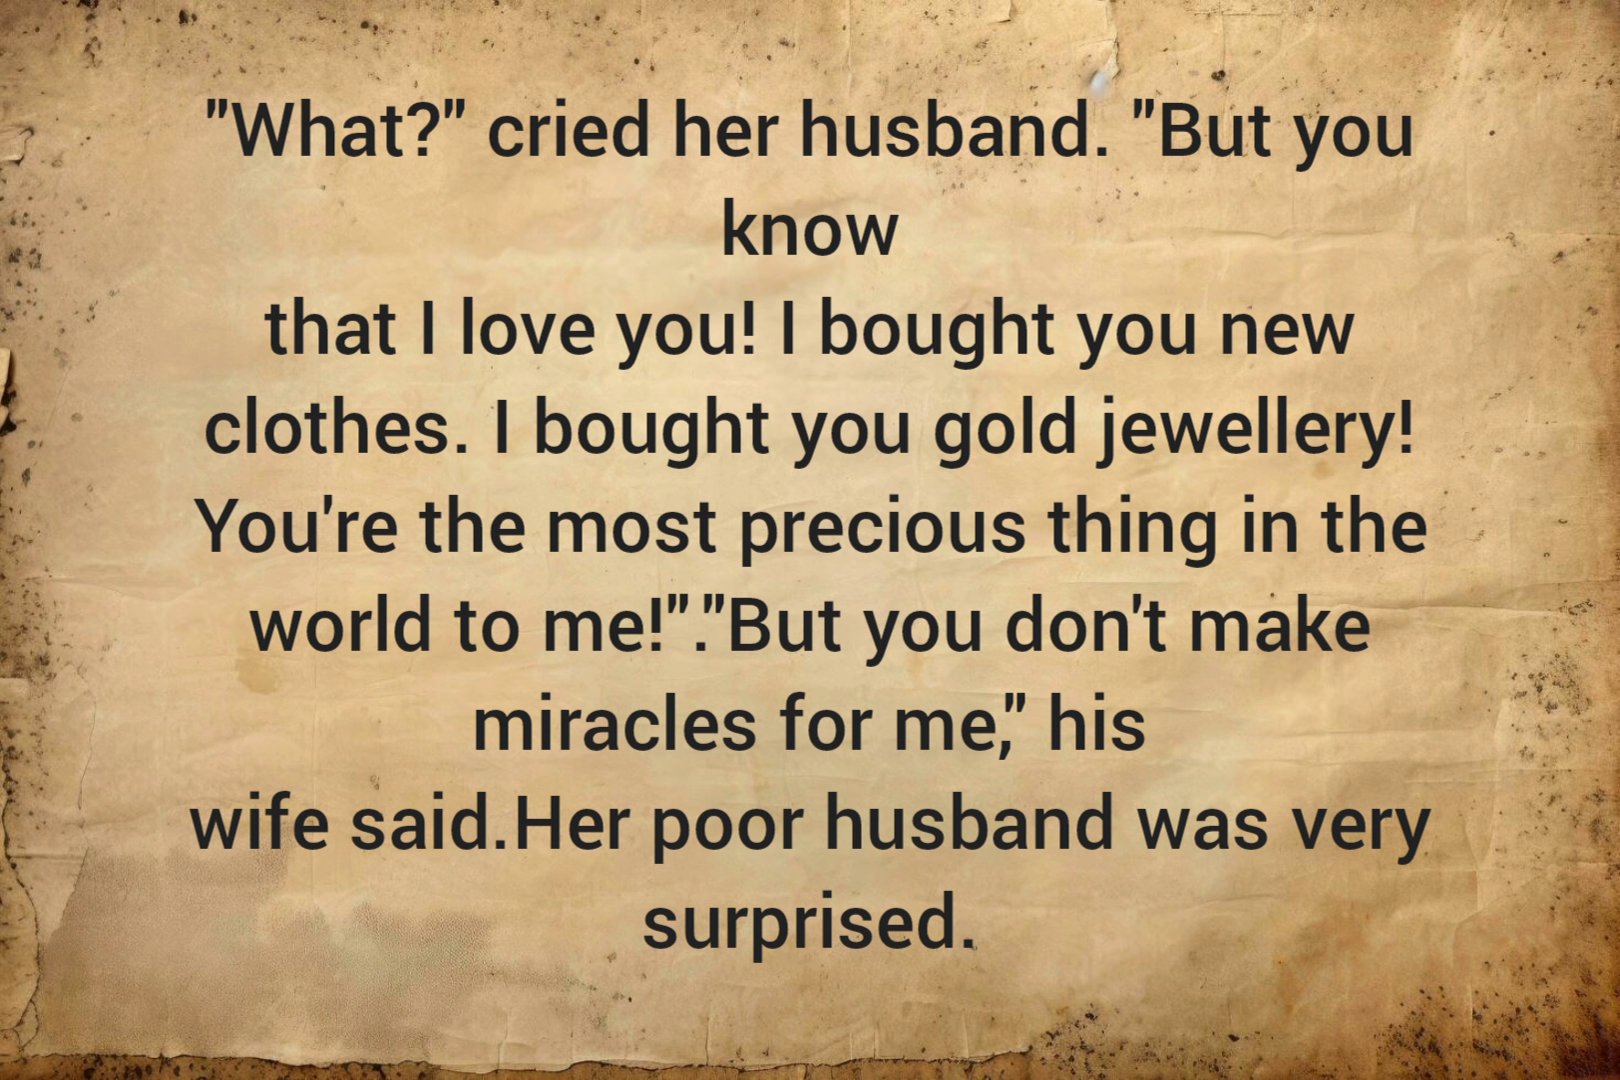 "What?" cried her husband. "But you
know
that I love you! I bought you new
clothes. I bought you gold jewellery!
You're the most precious thing in the
world to me!"."But you don't make
miracles for me," his
wife said.Her poor husband was very
surprised.